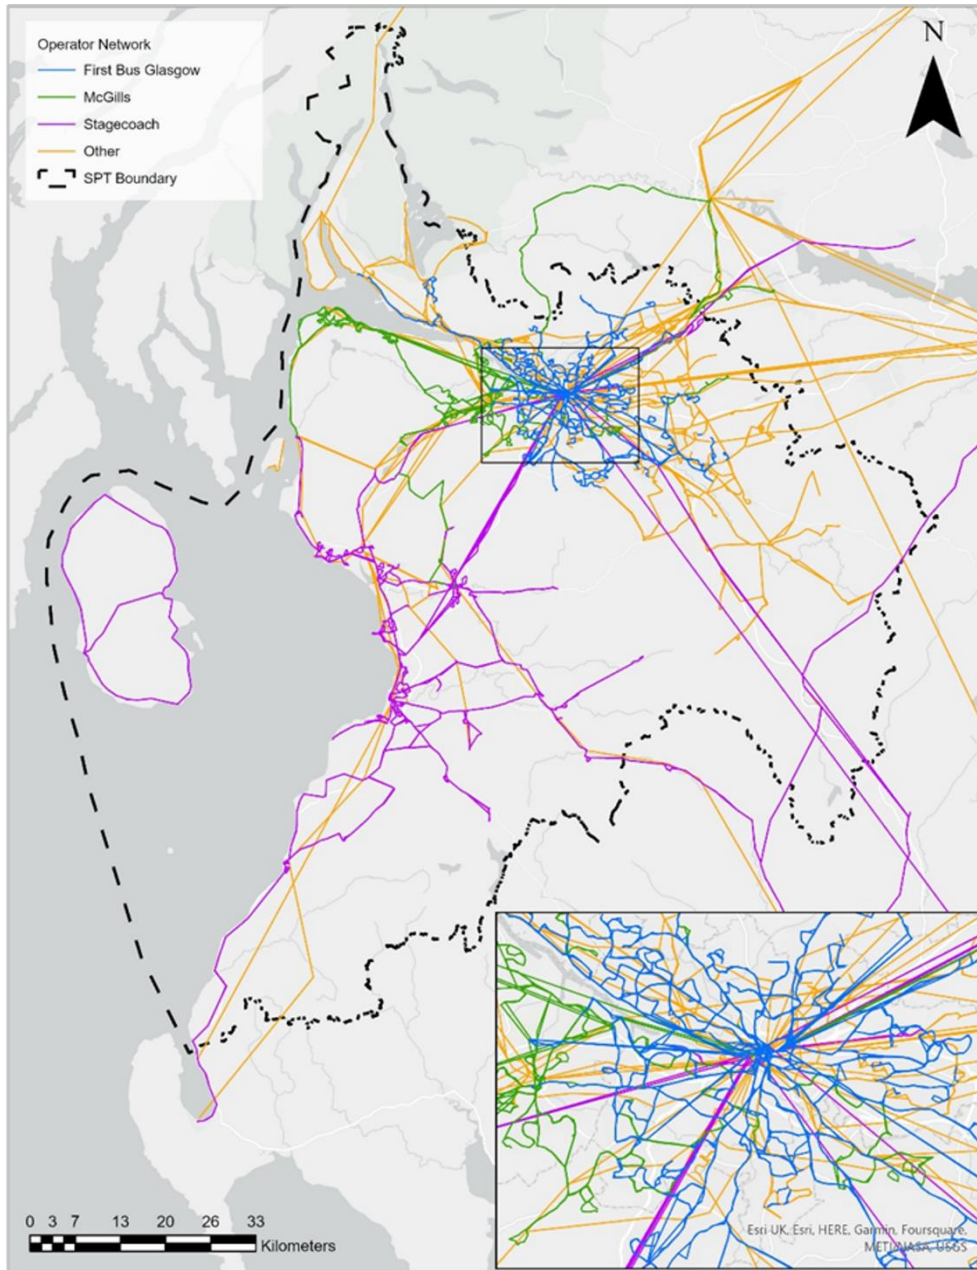 Operator Network
First Bus Glasgow
McGills
Stagecoach
Other
SPT Boundary
N
0 3 7 13 20 26 33
Kilometers
Esri UK, Esri, HERE, Garmin, Foursquare,
METI/NASA, USGS